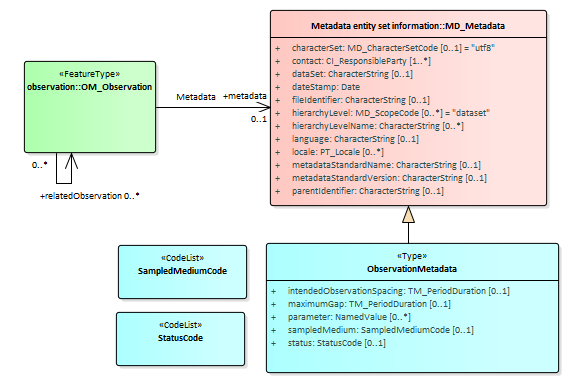 Metadata entity set information::MD_Metadata
+ characterSet: MD_CharacterSetCode [0..1] = "utf8"
+ contact: CI_ResponsibleParty [1..*]
+ dataSet: CharacterString [0..1]
+ dateStamp: Date
+ fileIdentifier: CharacterString [0..1]
+ hierarchyLevel: MD_ScopeCode [0..*] = "dataset"
+ hierarchyLevelName: CharacterString [0..*]
+ language: CharacterString [0..1]
+ locale: PT_Locale [0..*]
+ metadataStandardName: CharacterString [0..1]
+ metadataStandardVersion: CharacterString [0..1]
+ parentIdentifier: CharacterString [0..1]
«FeatureType»
observation::OM_Observation
Metadata +metadata
0..1
0..*
+relatedObservation 0..*
«CodeList»
SampledMediumCode
«CodeList»
StatusCode
«Type»
ObservationMetadata
+ intendedObservationSpacing: TM_PeriodDuration [0..1]
+ maximumGap: TM_PeriodDuration [0..1]
+ parameter: NamedValue [0..*]
+ sampledMedium: SampledMediumCode [0..1]
+ status: StatusCode [0..1]